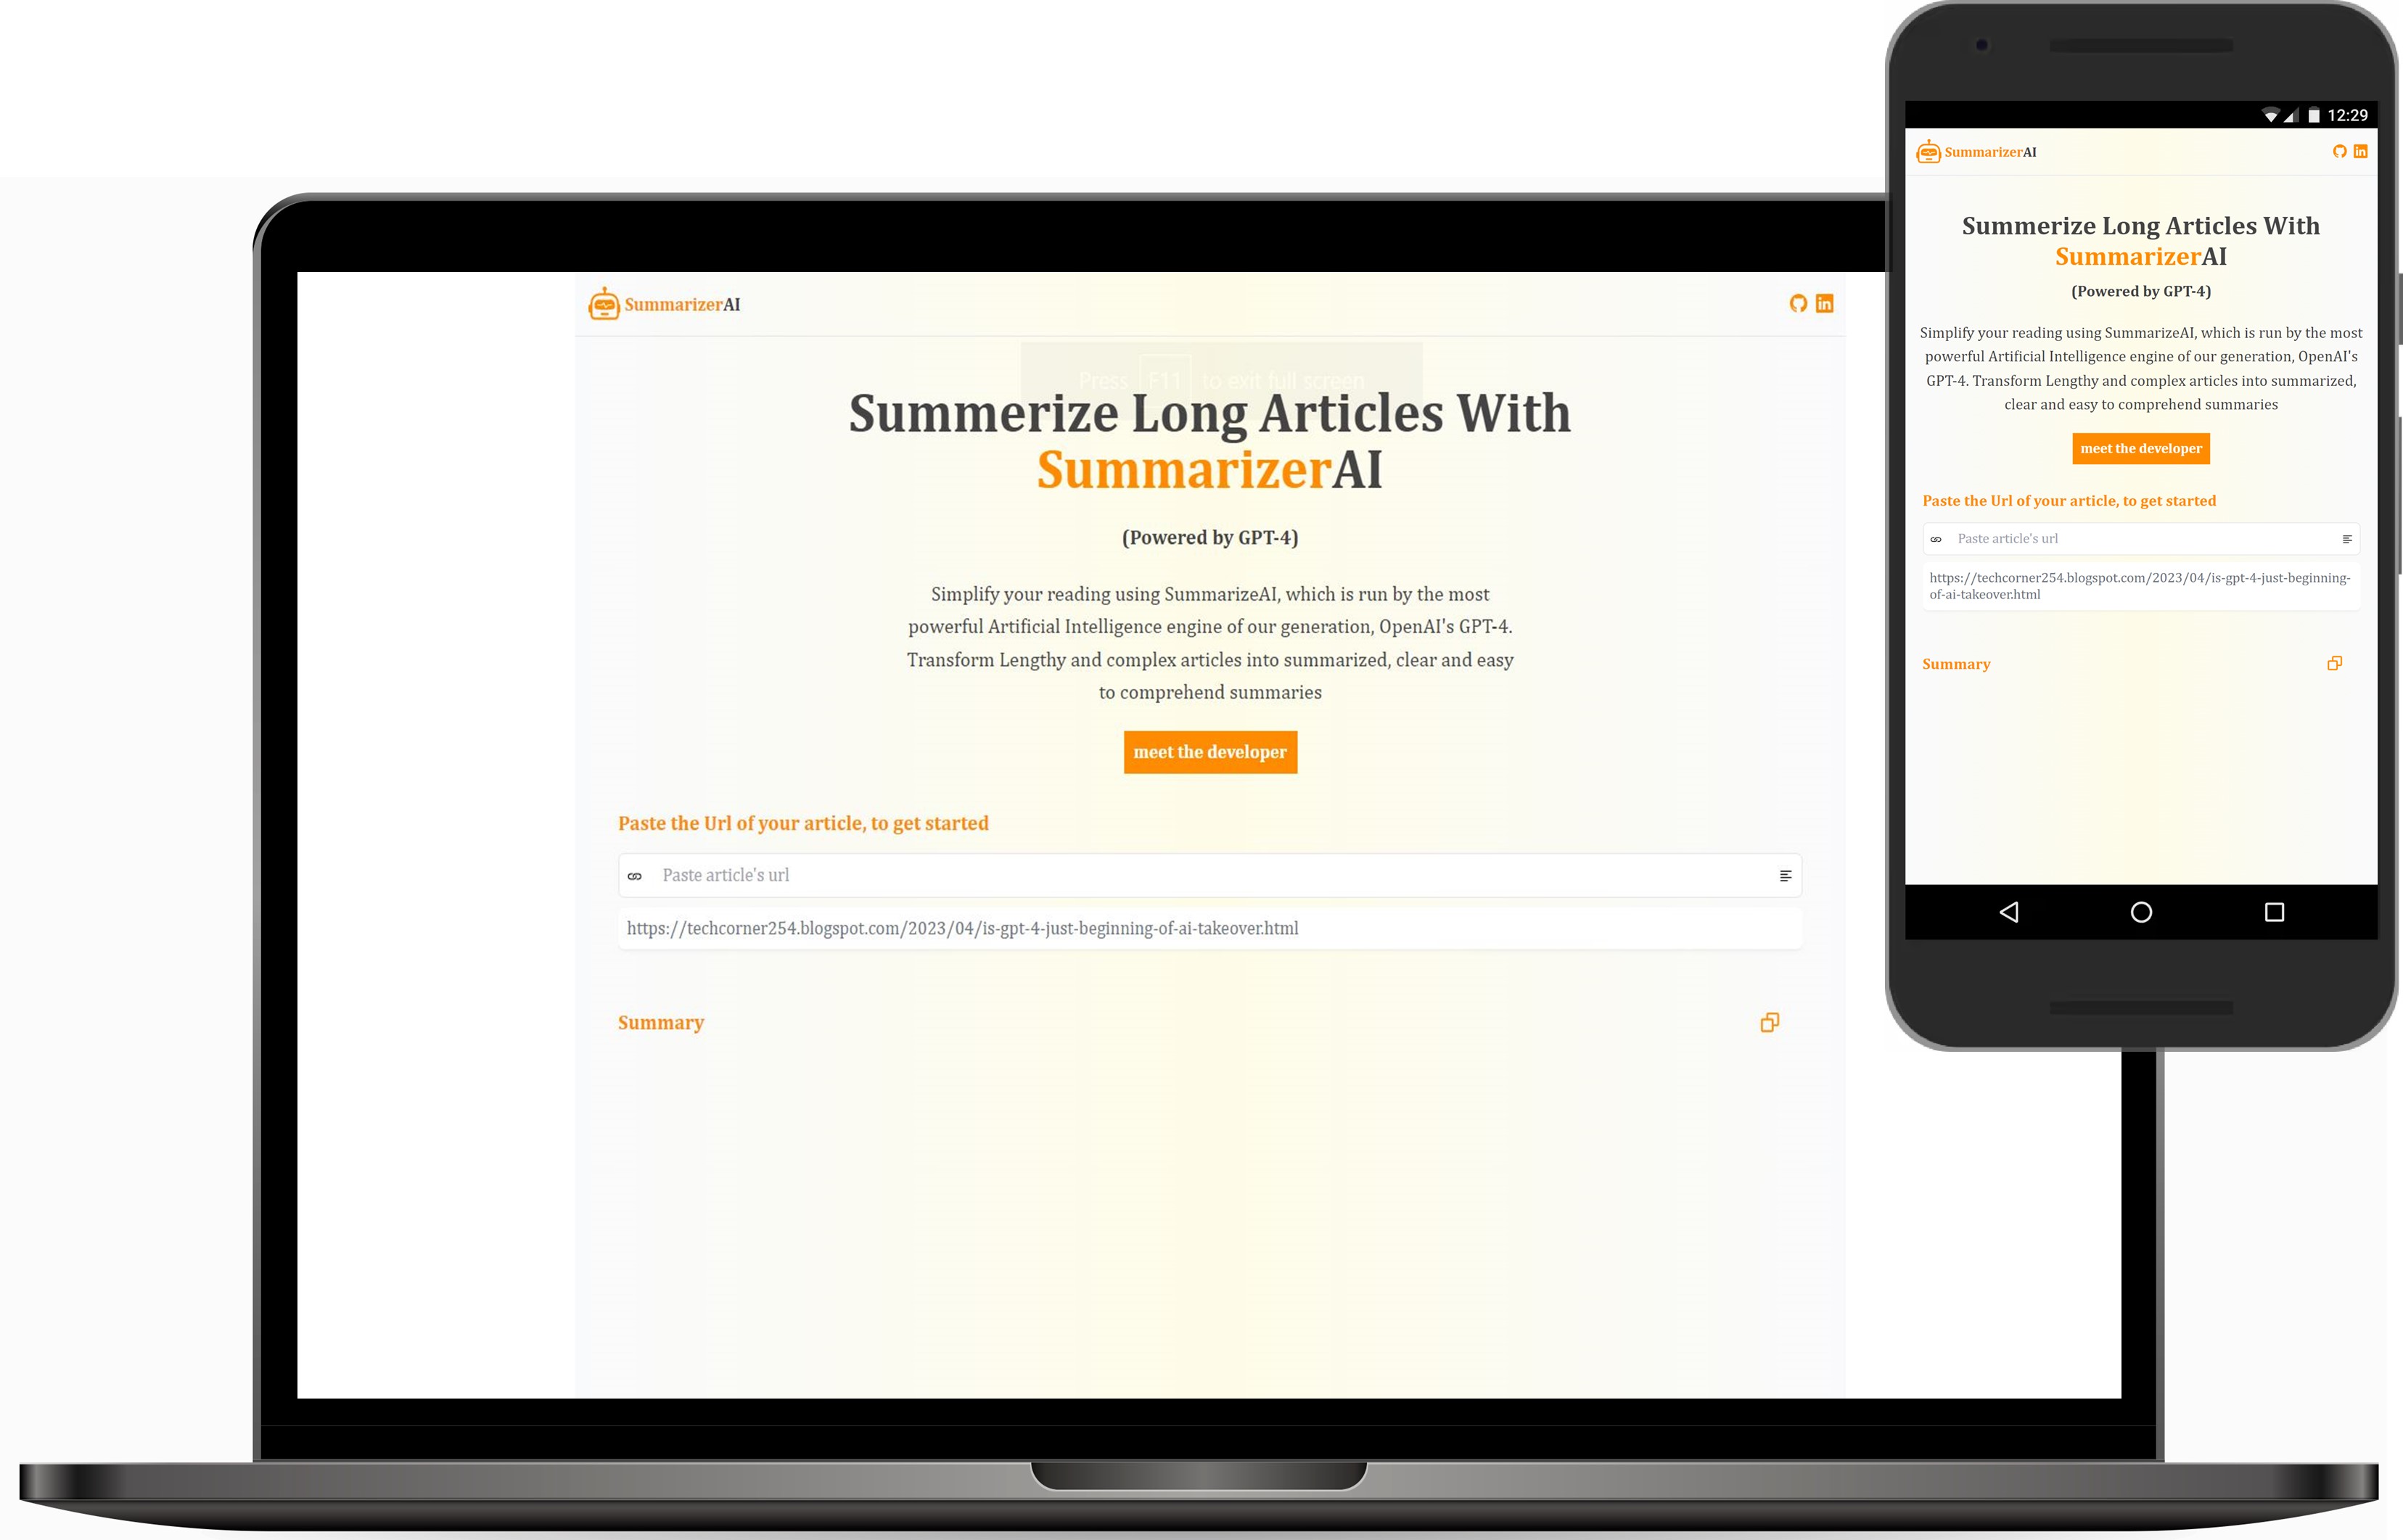 SummarizerAI
Press F11 to exit full screen
Summerize Long Articles With
SummarizerAI
(Powered by GPT-4)
Simplify your reading using SummarizeAI, which is run by the most
powerful Artificial Intelligence engine of our generation, OpenAI's GPT-4.
Transform Lengthy and complex articles into summarized, clear and easy
to comprehend summaries
meet the developer
Paste the Url of your article, to get started
Paste article's url
https://techcorner254.blogspot.com/2023/04/is-gpt-4-just-beginning-of-ai-takeover.html
Summary
12:29
SummarizerAI
in
Summerize Long Articles With
SummarizerAI
(Powered by GPT-4)
Simplify your reading using SummarizeAI, which is run by the most
powerful Artificial Intelligence engine of our generation, OpenAI's
GPT-4. Transform Lengthy and complex articles into summarized,
clear and easy to comprehend summaries
meet the developer
Paste the Url of your article, to get started
Paste article's url
https://techcorner254.blogspot.com/2023/04/is-gpt-4-just-beginning-
of-ai-takeover.html
Summary